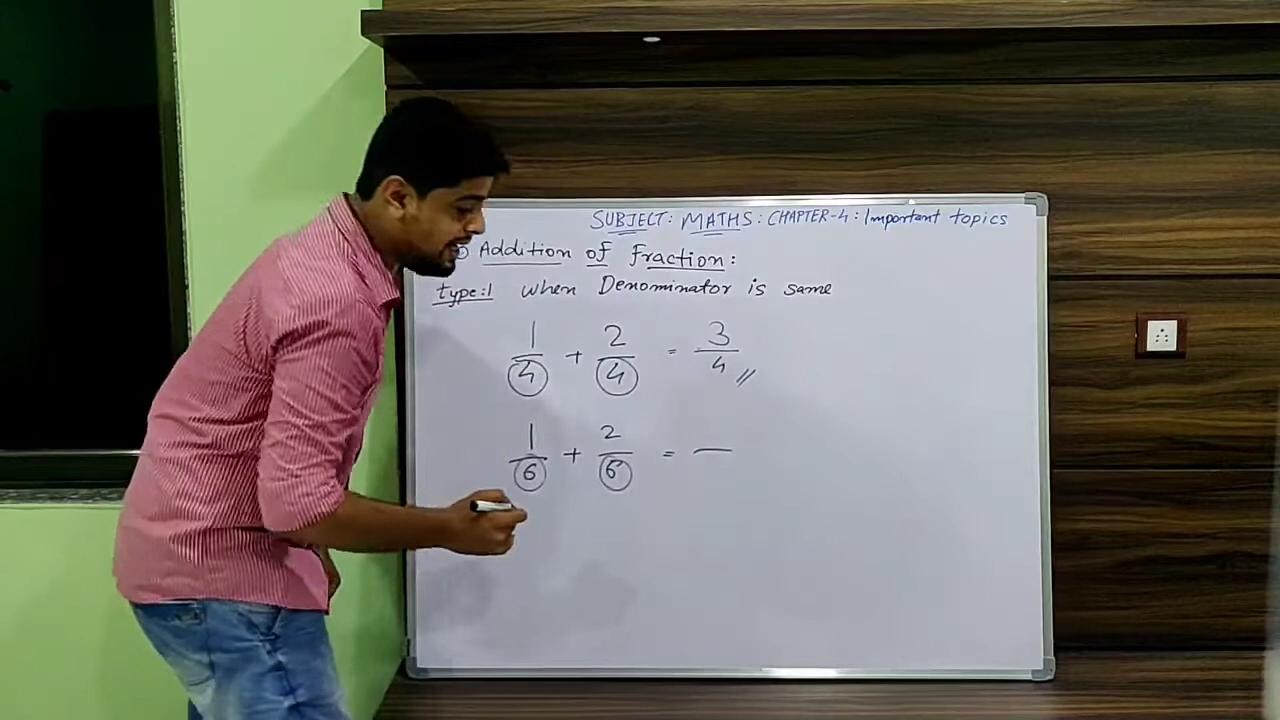 SUBJECT: MATHS: CHAPTER-4: Important topics
Addition of Fraction:
type:1 when Denominator is same
1/4 + 2/4 = 3/4 //
1/6 + 2/6 = —